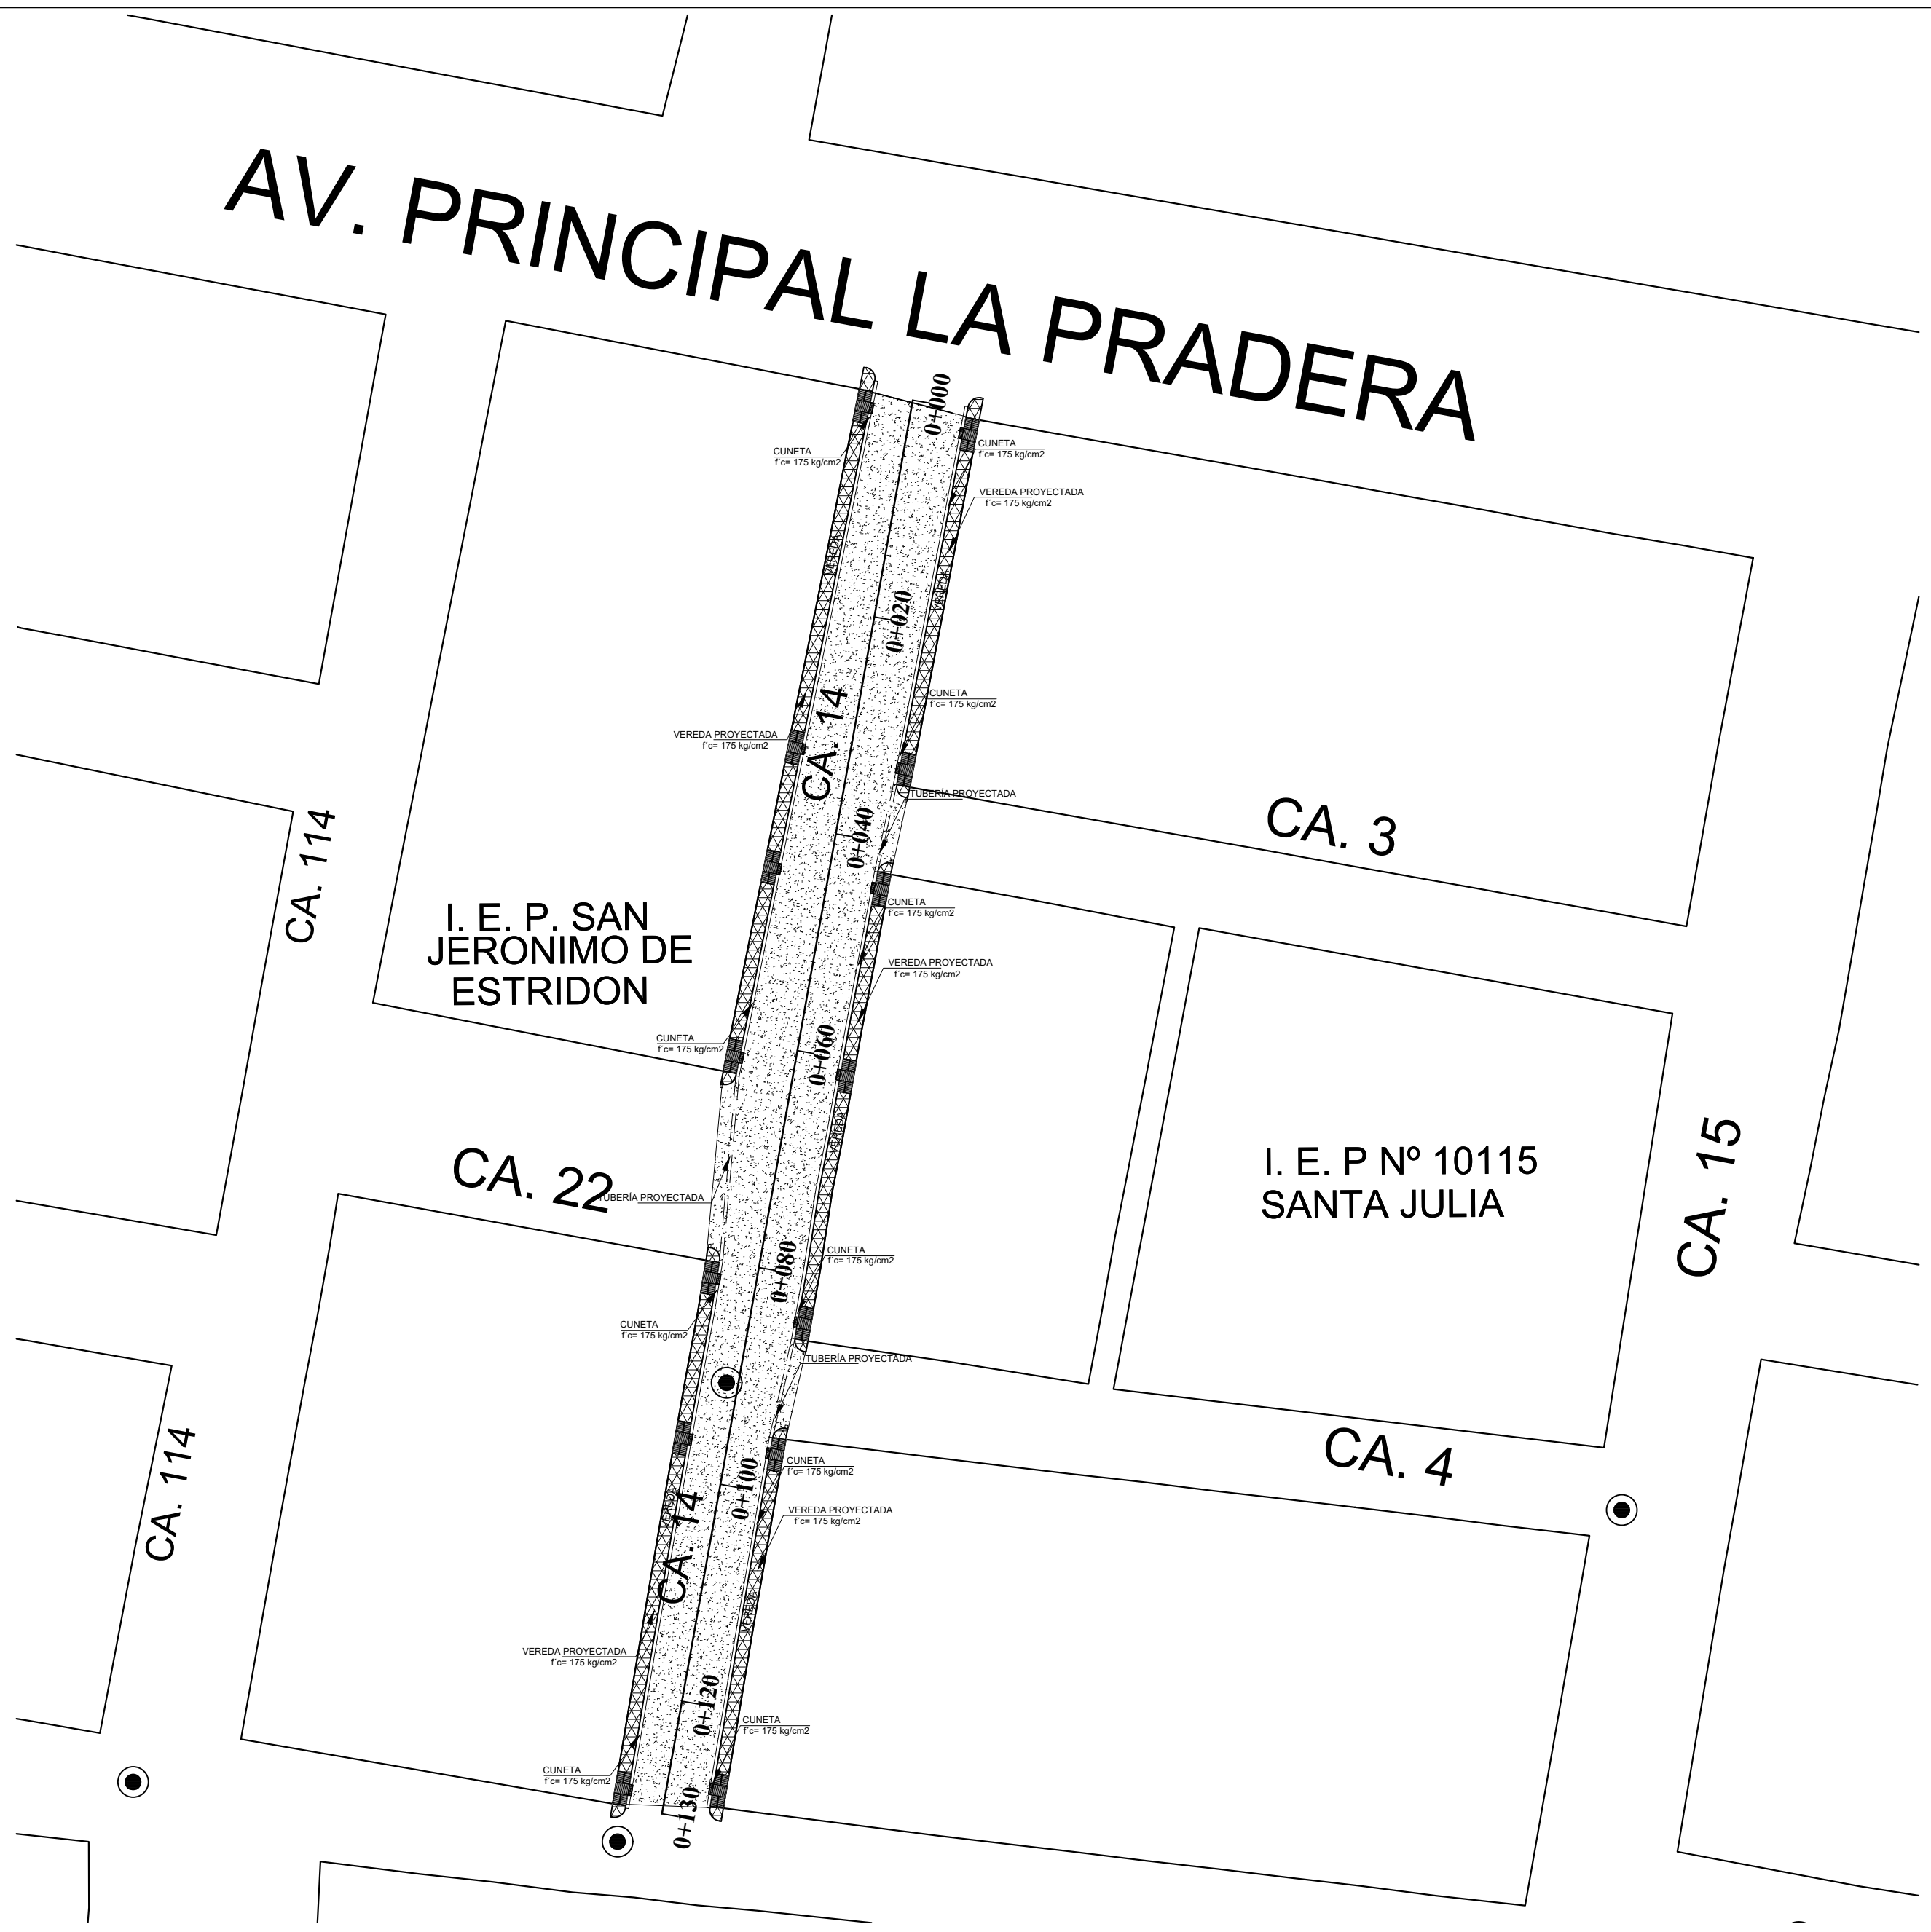 AV. PRINCIPAL LA PRADERA
0+000
CUNETA
f´c= 175 kg/cm2
CUNETA
f´c= 175 kg/cm2
VEREDA PROYECTADA
f´c= 175 kg/cm2
VEREDA
VEREDA
0+020
CUNETA
f´c= 175 kg/cm2
CA. 14
VEREDA PROYECTADA
f´c= 175 kg/cm2
TUBERÍA PROYECTADA
0+040
CA. 3
CA. 114
I. E. P. SAN
JERONIMO DE
ESTRIDON
CUNETA
f´c= 175 kg/cm2
VEREDA PROYECTADA
f´c= 175 kg/cm2
CUNETA
f´c= 175 kg/cm2
0+060
VEREDA
CA. 22
TUBERÍA PROYECTADA
I. E. P Nº 10115
SANTA JULIA
CA. 15
0+080
CUNETA
f´c= 175 kg/cm2
CUNETA
f´c= 175 kg/cm2
TUBERÍA PROYECTADA
CA. 4
CA. 114
CUNETA
f´c= 175 kg/cm2
0+100
VEREDA
CA. 14
VEREDA PROYECTADA
f´c= 175 kg/cm2
VEREDA
VEREDA PROYECTADA
f´c= 175 kg/cm2
0+120
CUNETA
f´c= 175 kg/cm2
CUNETA
f´c= 175 kg/cm2
0+130